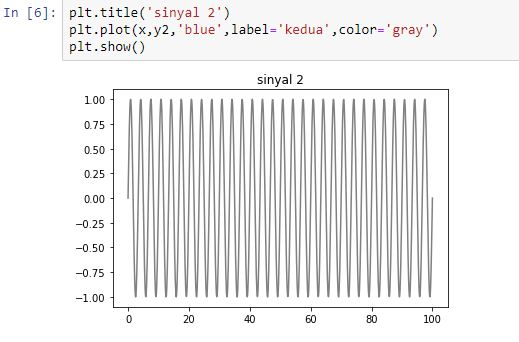 In [6]: plt.title('sinyal 2')
plt.plot(x,y2,'blue',label='kedua',color='gray')
plt.show()
sinyal 2
1.00
0.75
0.50
0.25
0.00
−0.25
−0.50
−0.75
−1.00
0 20 40 60 80 100